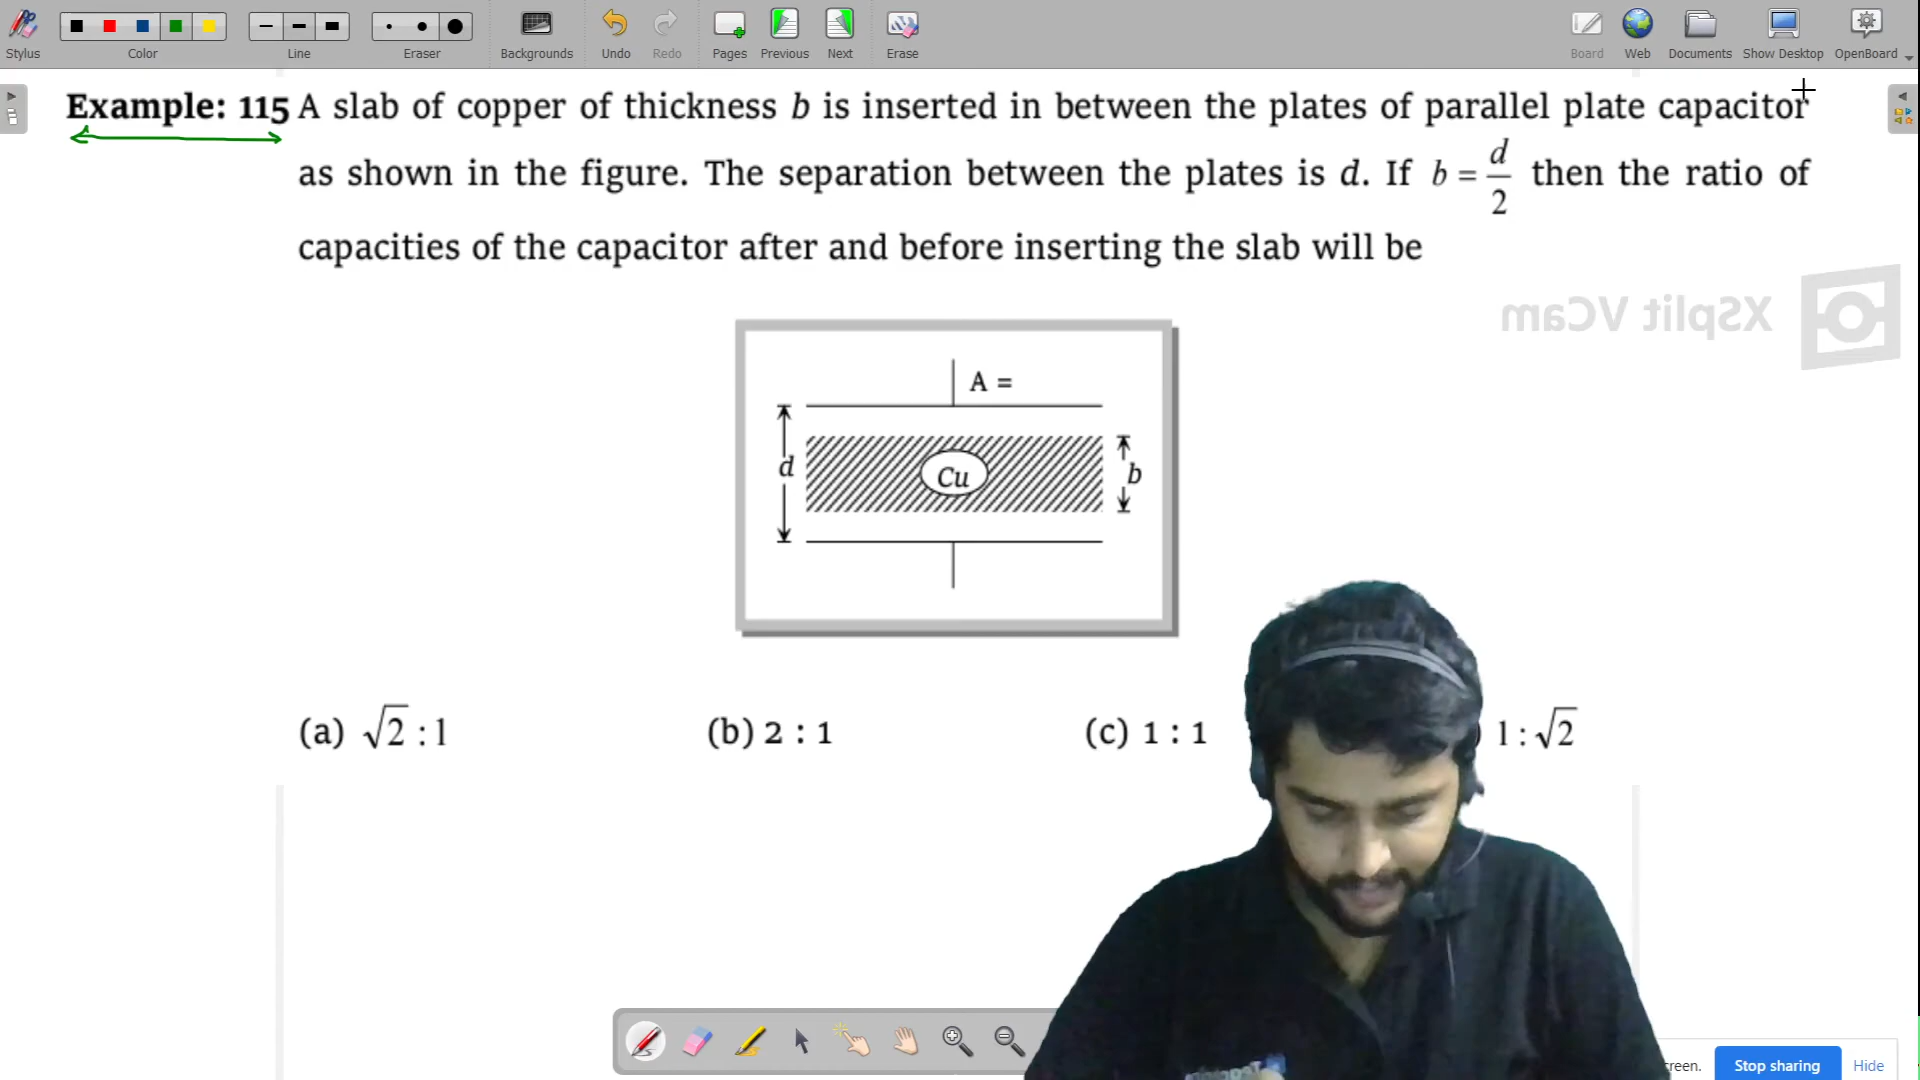 Stylus
Color
Line
Eraser
Backgrounds
Undo
Redo
Pages
Previous
Next
Erase
Board
Web
Documents
Show Desktop
OpenBoard
Example: 115 A slab of copper of thickness b is inserted in between the plates of parallel plate capacitor
as shown in the figure. The separation between the plates is d. If b = d/2 then the ratio of
capacities of the capacitor after and before inserting the slab will be
XSplit VCam
A =
d
Cu
b
(a) √2 : 1
(b) 2 : 1
(c) 1 : 1
1 : √2
creen.
Stop sharing
Hide